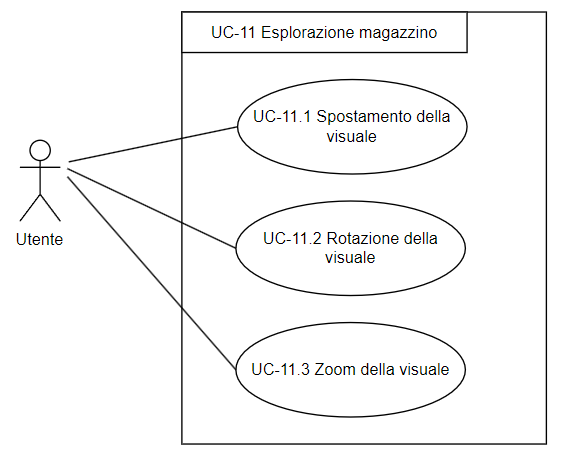 UC-11 Esplorazione magazzino
UC-11.1 Spostamento della
visuale
Utente
UC-11.2 Rotazione della
visuale
UC-11.3 Zoom della visuale